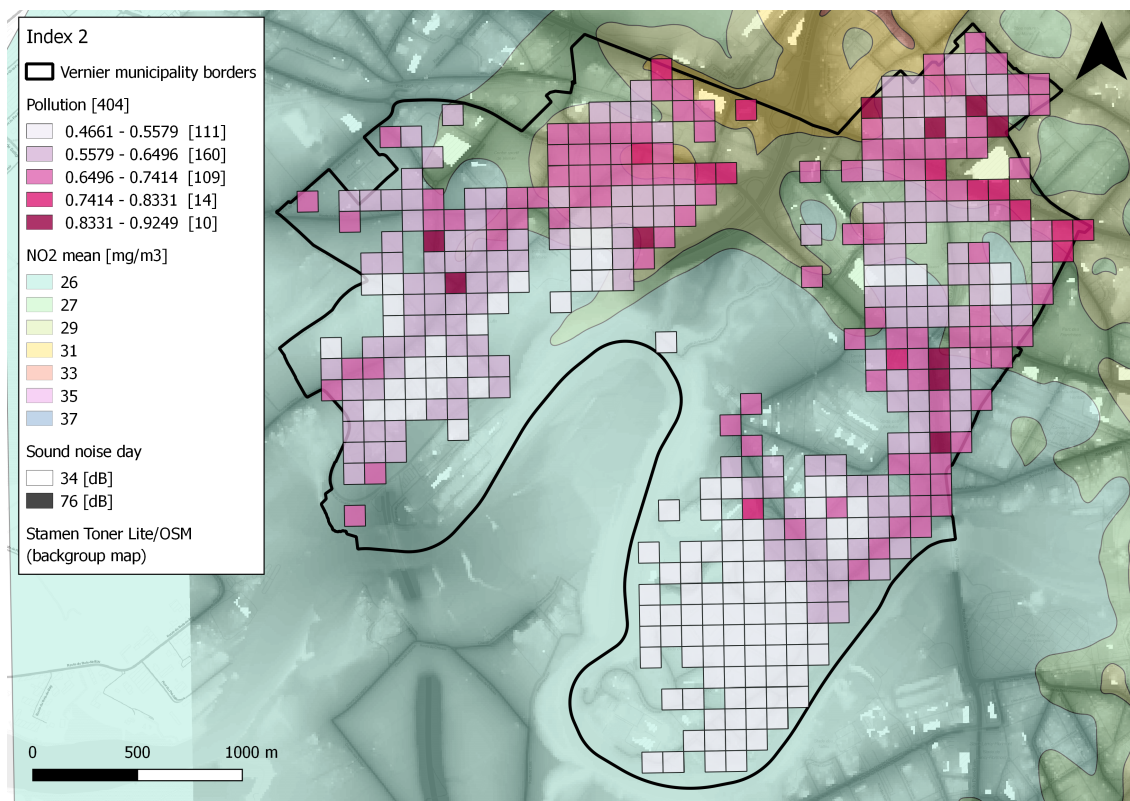 Index 2
Vernier municipality borders
Pollution [404]
0.4661 - 0.5579 [111]
0.5579 - 0.6496 [160]
0.6496 - 0.7414 [109]
0.7414 - 0.8331 [14]
0.8331 - 0.9249 [10]
NO2 mean [mg/m3]
26
27
29
31
33
35
37
Sound noise day
34 [dB]
76 [dB]
Stamen Toner Lite/OSM
(backgroup map)
0 500 1000 m